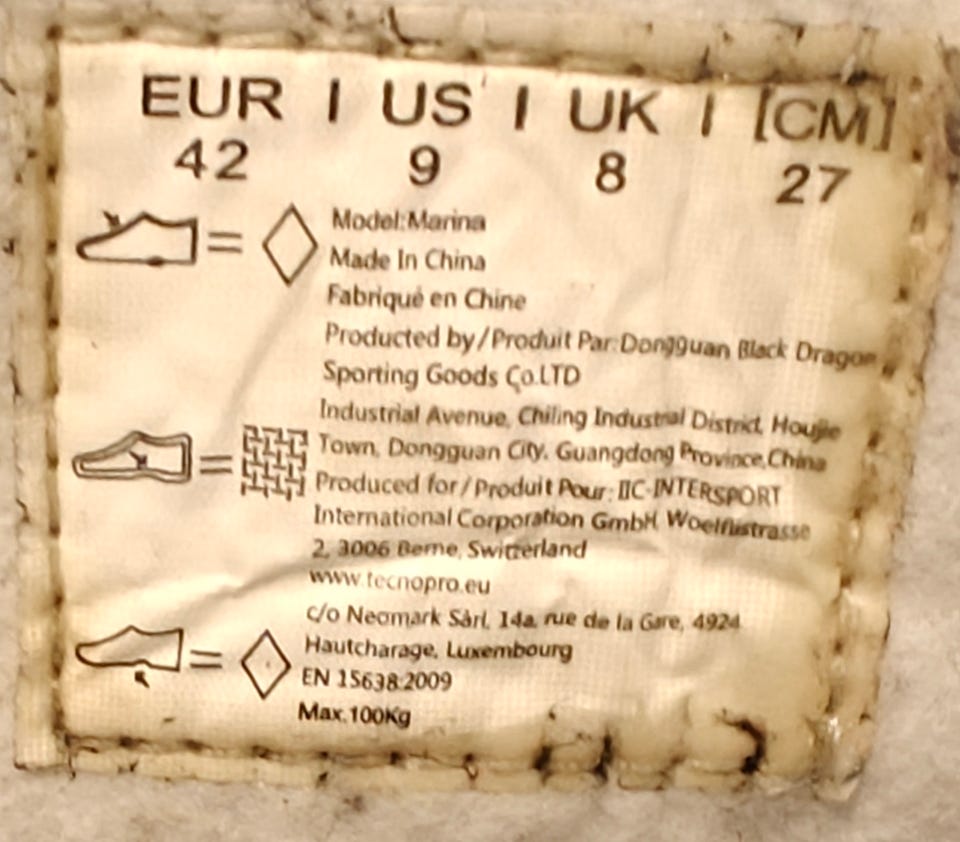 EUR | US | UK | [CM]
42 9 8 27
Model:Marina
Made In China
Fabriqué en Chine
Producted by/Produit Par:Dongguan Black Dragon
Sporting Goods Co.LTD
Industrial Avenue, Chiling Industrial District, Houjie
Town, Dongguan City, Guangdong Province,China
Produced for/Produit Pour: IIC-INTERSPORT
International Corporation GmbH, Woelflistrasse
2, 3006 Berne, Switzerland
www.tecnopro.eu
c/o Neomark Sàrl, 14a, rue de la Gare, 4924
Hautcharage, Luxembourg
EN 15638:2009
Max.100Kg